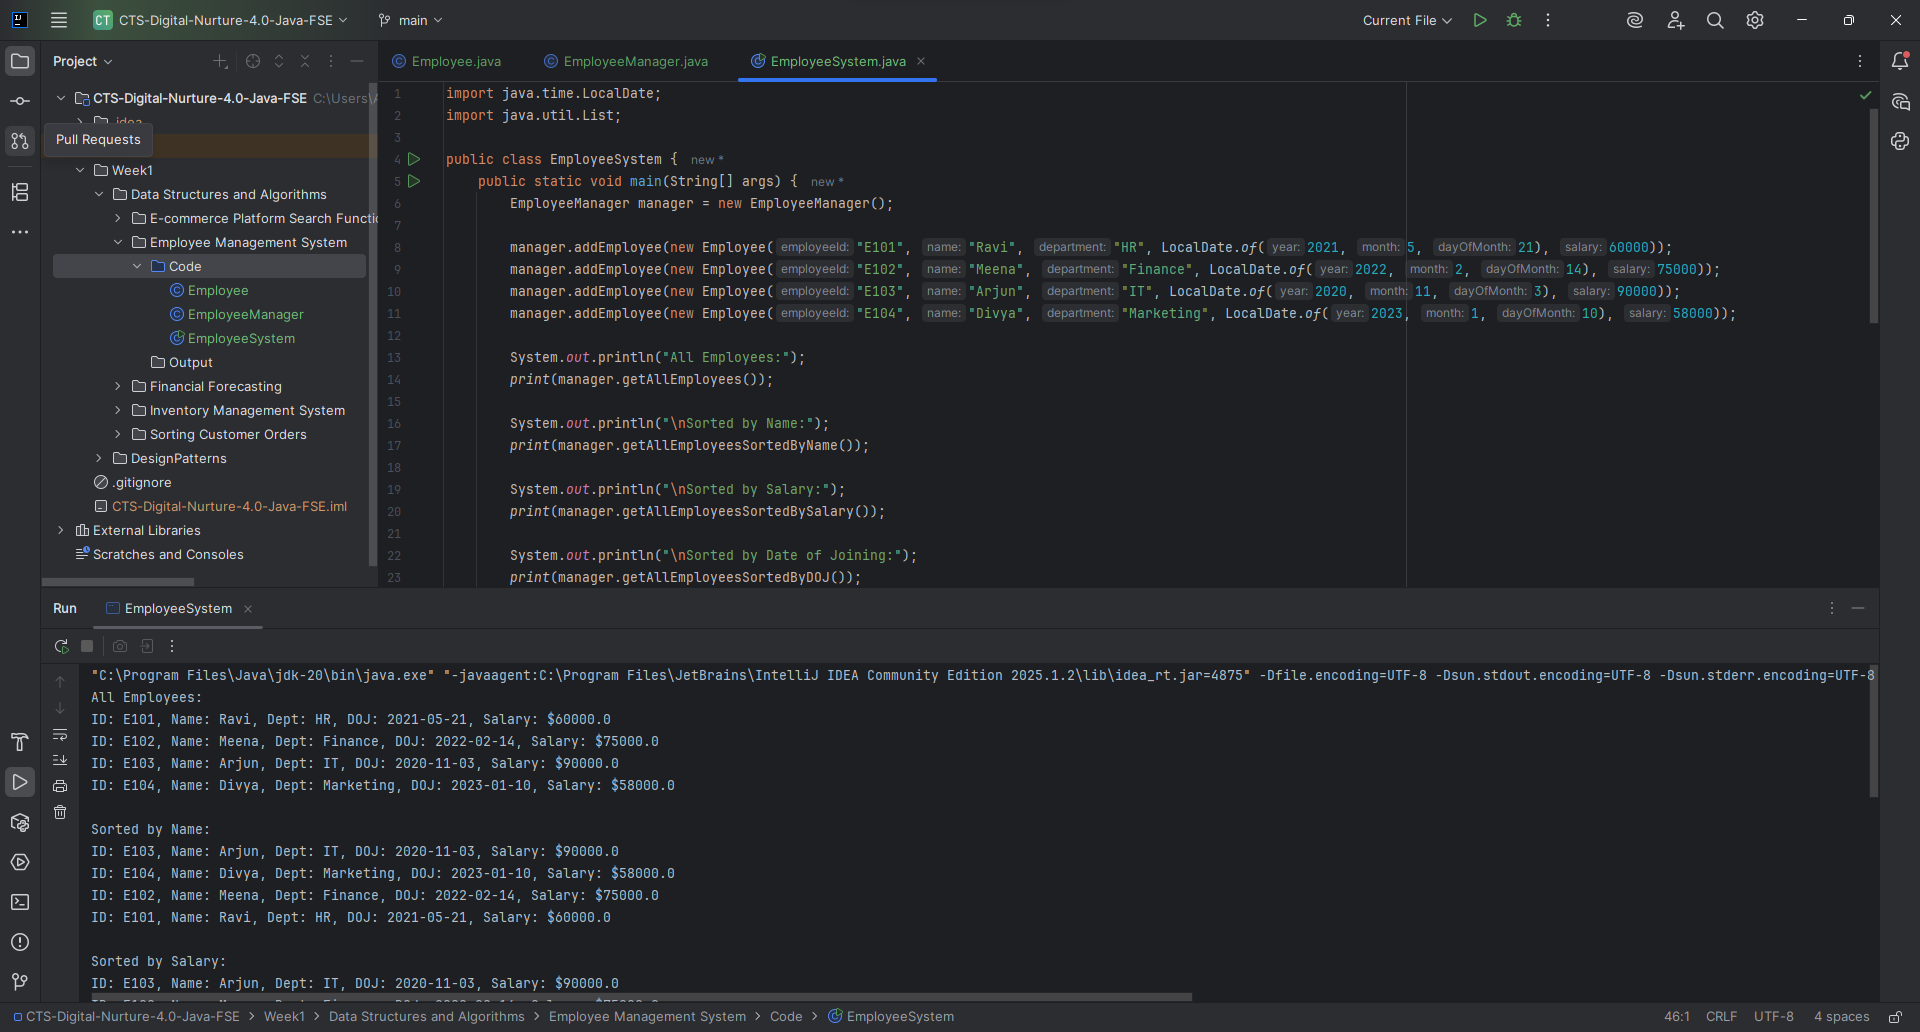 CT CTS-Digital-Nurture-4.0-Java-FSE main Current File
Project
Employee.java EmployeeManager.java EmployeeSystem.java
CTS-Digital-Nurture-4.0-Java-FSE C:\Users\
.idea
Pull Requests
Week1
Data Structures and Algorithms
E-commerce Platform Search Functi
Employee Management System
Code
Employee
EmployeeManager
EmployeeSystem
Output
Financial Forecasting
Inventory Management System
Sorting Customer Orders
DesignPatterns
.gitignore
CTS-Digital-Nurture-4.0-Java-FSE.iml
External Libraries
Scratches and Consoles
1 import java.time.LocalDate;
2 import java.util.List;
3
4 public class EmployeeSystem { new *
5 public static void main(String[] args) { new *
6 EmployeeManager manager = new EmployeeManager();
7
8 manager.addEmployee(new Employee( employeeId: "E101", name: "Ravi", department: "HR", LocalDate.of( year: 2021, month: 5, dayOfMonth: 21), salary: 60000));
9 manager.addEmployee(new Employee( employeeId: "E102", name: "Meena", department: "Finance", LocalDate.of( year: 2022, month: 2, dayOfMonth: 14), salary: 75000));
10 manager.addEmployee(new Employee( employeeId: "E103", name: "Arjun", department: "IT", LocalDate.of( year: 2020, month: 11, dayOfMonth: 3), salary: 90000));
11 manager.addEmployee(new Employee( employeeId: "E104", name: "Divya", department: "Marketing", LocalDate.of( year: 2023, month: 1, dayOfMonth: 10), salary: 58000));
12
13 System.out.println("All Employees:");
14 print(manager.getAllEmployees());
15
16 System.out.println("\nSorted by Name:");
17 print(manager.getAllEmployeesSortedByName());
18
19 System.out.println("\nSorted by Salary:");
20 print(manager.getAllEmployeesSortedBySalary());
21
22 System.out.println("\nSorted by Date of Joining:");
23 print(manager.getAllEmployeesSortedByDOJ());
Run EmployeeSystem
"C:\Program Files\Java\jdk-20\bin\java.exe" "-javaagent:C:\Program Files\JetBrains\IntelliJ IDEA Community Edition 2025.1.2\lib\idea_rt.jar=4875" -Dfile.encoding=UTF-8 -Dsun.stdout.encoding=UTF-8 -Dsun.stderr.encoding=UTF-8
All Employees:
ID: E101, Name: Ravi, Dept: HR, DOJ: 2021-05-21, Salary: $60000.0
ID: E102, Name: Meena, Dept: Finance, DOJ: 2022-02-14, Salary: $75000.0
ID: E103, Name: Arjun, Dept: IT, DOJ: 2020-11-03, Salary: $90000.0
ID: E104, Name: Divya, Dept: Marketing, DOJ: 2023-01-10, Salary: $58000.0
Sorted by Name:
ID: E103, Name: Arjun, Dept: IT, DOJ: 2020-11-03, Salary: $90000.0
ID: E104, Name: Divya, Dept: Marketing, DOJ: 2023-01-10, Salary: $58000.0
ID: E102, Name: Meena, Dept: Finance, DOJ: 2022-02-14, Salary: $75000.0
ID: E101, Name: Ravi, Dept: HR, DOJ: 2021-05-21, Salary: $60000.0
Sorted by Salary:
ID: E103, Name: Arjun, Dept: IT, DOJ: 2020-11-03, Salary: $90000.0
CTS-Digital-Nurture-4.0-Java-FSE > Week1 > Data Structures and Algorithms > Employee Management System > Code > EmployeeSystem 46:1 CRLF UTF-8 4 spaces